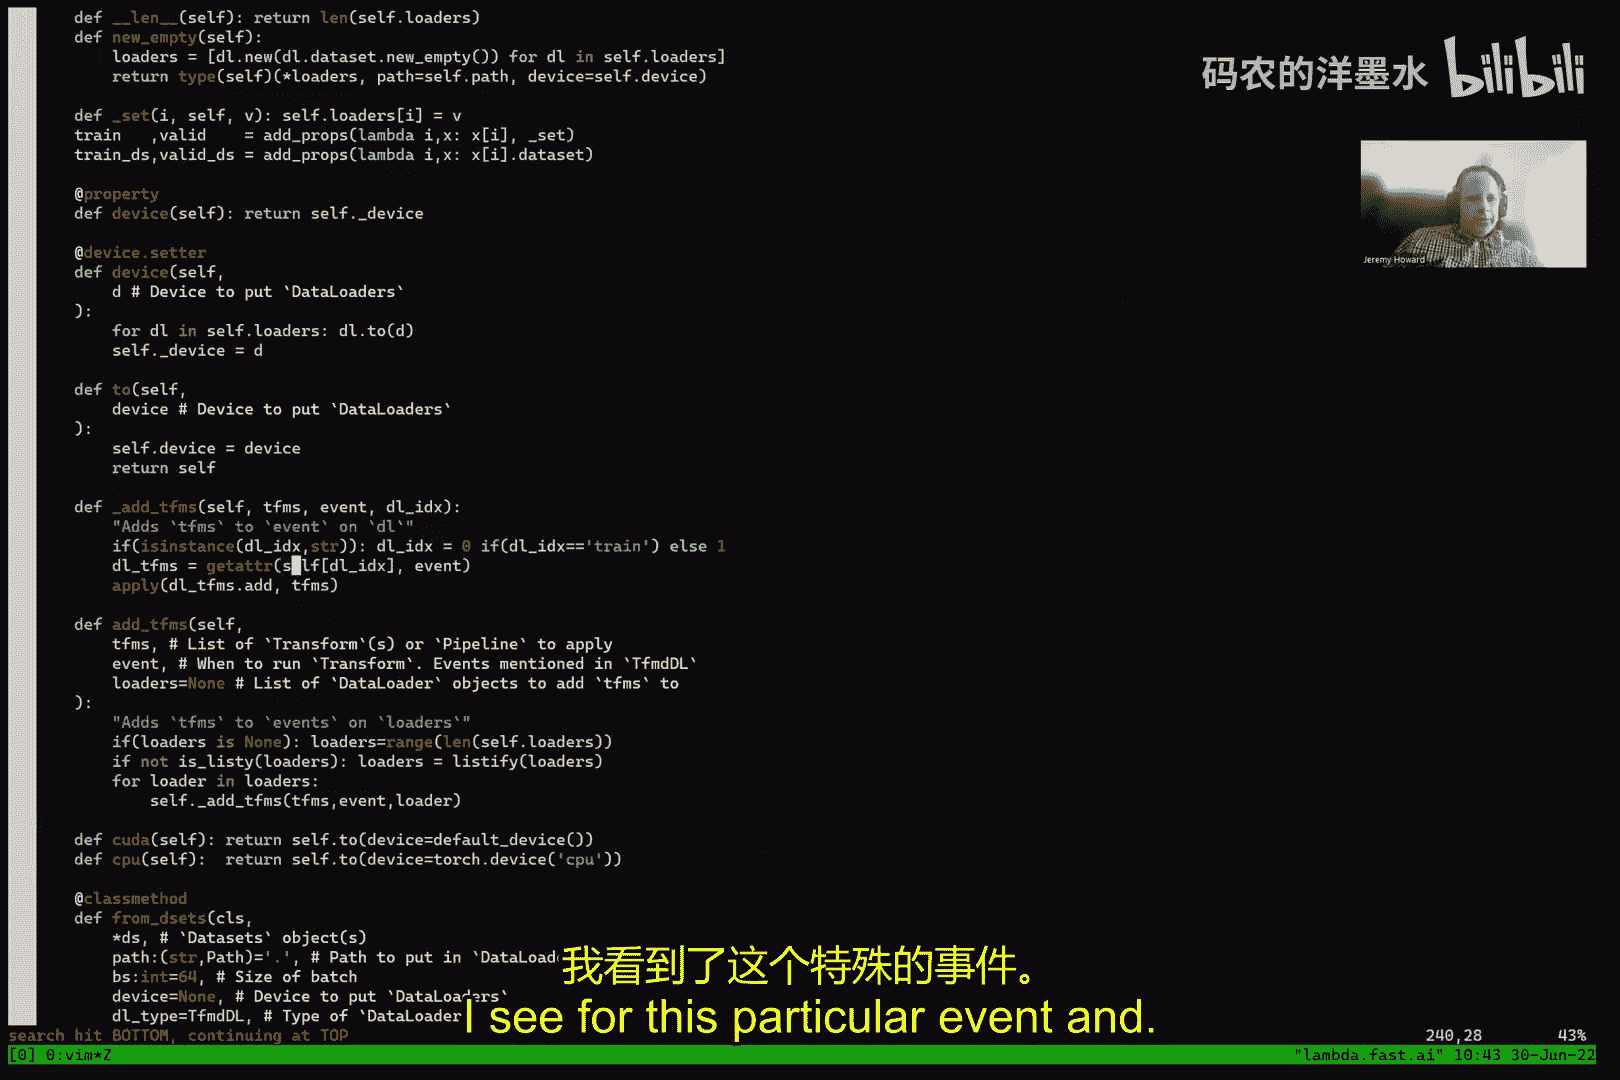 def __len__(self): return len(self.loaders)
def new_empty(self):
    loaders = [dl.new(dl.dataset.new_empty()) for dl in self.loaders]
    return type(self)(*loaders, path=self.path, device=self.device)
码农的洋墨水 bilibili
def _set(i, self, v): self.loaders[i] = v
train   ,valid    = add_props(lambda i,x: x[i], _set)
train_ds,valid_ds = add_props(lambda i,x: x[i].dataset)
@property
def device(self): return self._device
@device.setter
def device(self,
    d # Device to put `DataLoaders`
):
    for dl in self.loaders: dl.to(d)
    self._device = d
Jeremy Howard
def to(self,
    device # Device to put `DataLoaders`
):
    self.device = device
    return self
def _add_tfms(self, tfms, event, dl_idx):
    "Adds `tfms` to `event` on `dl`"
    if(isinstance(dl_idx,str)): dl_idx = 0 if(dl_idx=='train') else 1
    dl_tfms = getattr(self[dl_idx], event)
    apply(dl_tfms.add, tfms)
def add_tfms(self,
    tfms, # List of `Transform`(s) or `Pipeline` to apply
    event, # When to run `Transform`. Events mentioned in `TfmdDL`
    loaders=None # List of `DataLoader` objects to add `tfms` to
):
    "Adds `tfms` to `events` on `loaders`"
    if(loaders is None): loaders=range(len(self.loaders))
    if not is_listy(loaders): loaders = listify(loaders)
    for loader in loaders:
        self._add_tfms(tfms,event,loader)
def cuda(self): return self.to(device=default_device())
def cpu(self):  return self.to(device=torch.device('cpu'))
@classmethod
def from_dsets(cls,
    *ds, # `Datasets` object(s)
    path:(str,Path)='.', # Path to put in `DataLoa
    bs:int=64, # Size of batch
    device=None, # Device to put `DataLoaders`
    dl_type=TfmdDL, # Type of `DataLoader
我看到了这个特殊的事件。
I see for this particular event and.
search hit BOTTOM, continuing at TOP 240,28 43%
[0] 0:vim*Z "lambda.fast.ai" 10:43 30-Jun-22